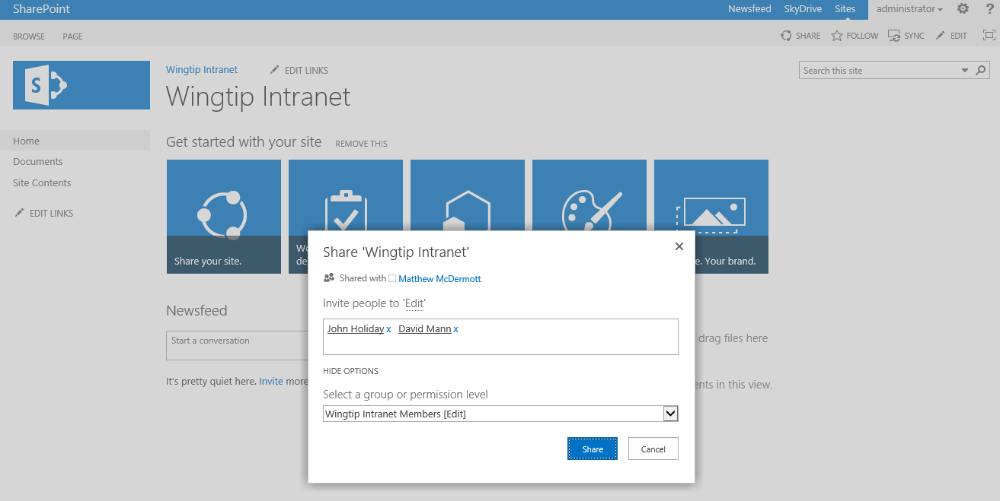 SharePoint
Newsfeed SkyDrive Sites administrator ?
BROWSE PAGE
SHARE FOLLOW SYNC EDIT
S
Wingtip Intranet EDIT LINKS
Search this site
Wingtip Intranet
Home
Documents
Site Contents
EDIT LINKS
Get started with your site REMOVE THIS
Share your site.
e. Your brand.
Share 'Wingtip Intranet'
Shared with Matthew McDermott
Invite people to 'Edit'
John Holiday x David Mann x
HIDE OPTIONS
Select a group or permission level
Wingtip Intranet Members [Edit]
Share Cancel
Newsfeed
Start a conversation
It's pretty quiet here. Invite more
drag files here
ents in this view.